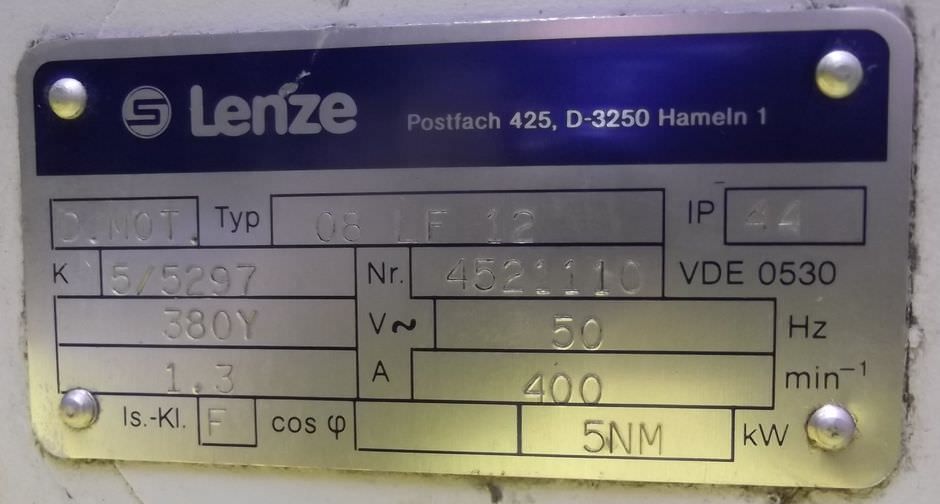 Lenze Postfach 425, D-3250 Hameln 1
D.MOT. Typ 08 LF 12 IP 44
K 5/5297 Nr. 4521110 VDE 0530
380Y V~ 50 Hz
1.3 A 400 min⁻¹
Is.-Kl. F cos φ 5NM kW